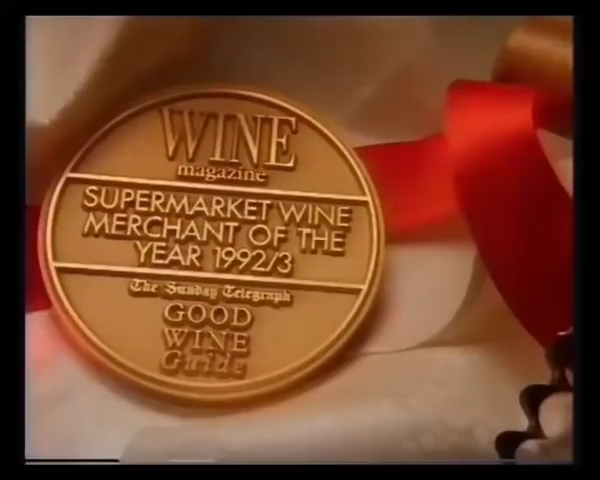 WINE
magazine
SUPERMARKET WINE
MERCHANT OF THE
YEAR 1992/3
The Sunday Telegraph
GOOD
WINE
Guide